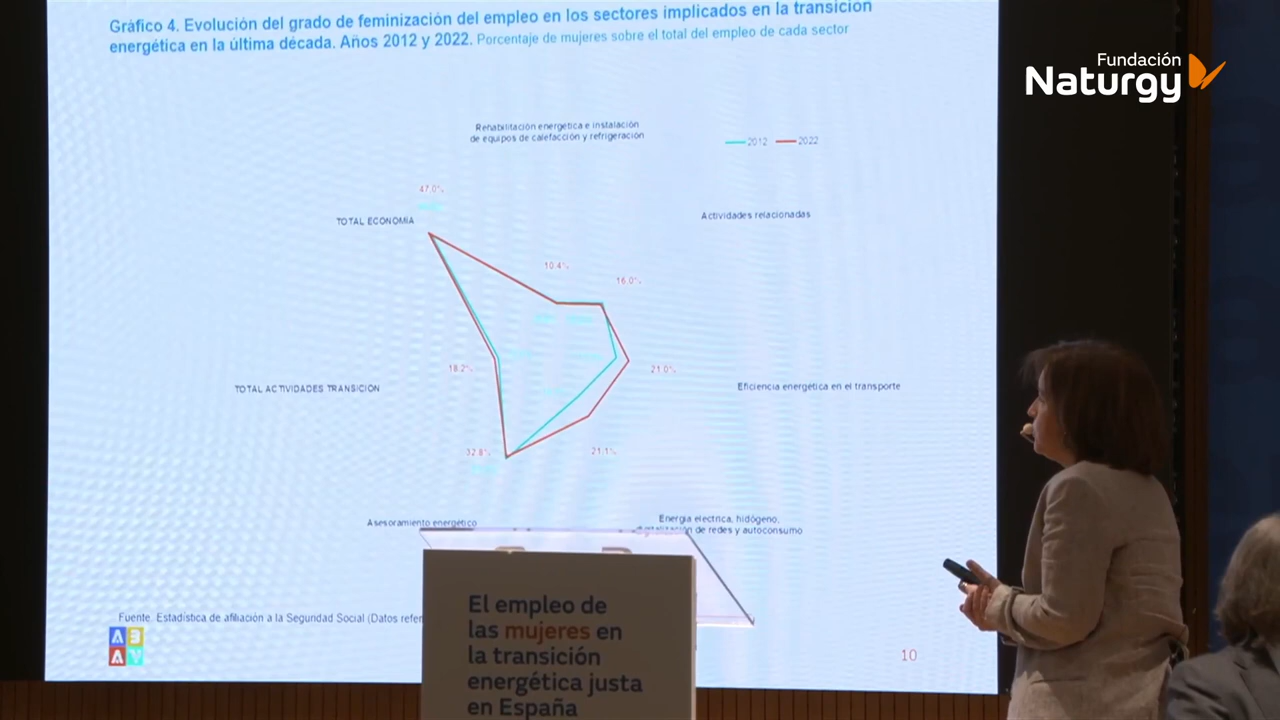 Gráfico 4. Evolución del grado de feminización del empleo en los sectores implicados en la transición
energética en la última década. Años 2012 y 2022. Porcentaje de mujeres sobre el total del empleo de cada sector
Fundación
Naturgy
Rehabilitación energética e instalación
de equipos de calefacción y refrigeración
2012 2022
47.0%
TOTAL ECONOMÍA
Actividades relacionadas
10.4%
16.0%
18.2%
21.0%
TOTAL ACTIVIDADES TRANSICIÓN
Eficiencia energética en el transporte
32.8%
21.1%
Asesoramiento energético
Energía eléctrica, hidógeno,
de redes y autoconsumo
Fuente. Estadística de afiliación a la Seguridad Social (Datos refer
A B
A V
10
El empleo de
las mujeres en
la transición
energética justa
en España